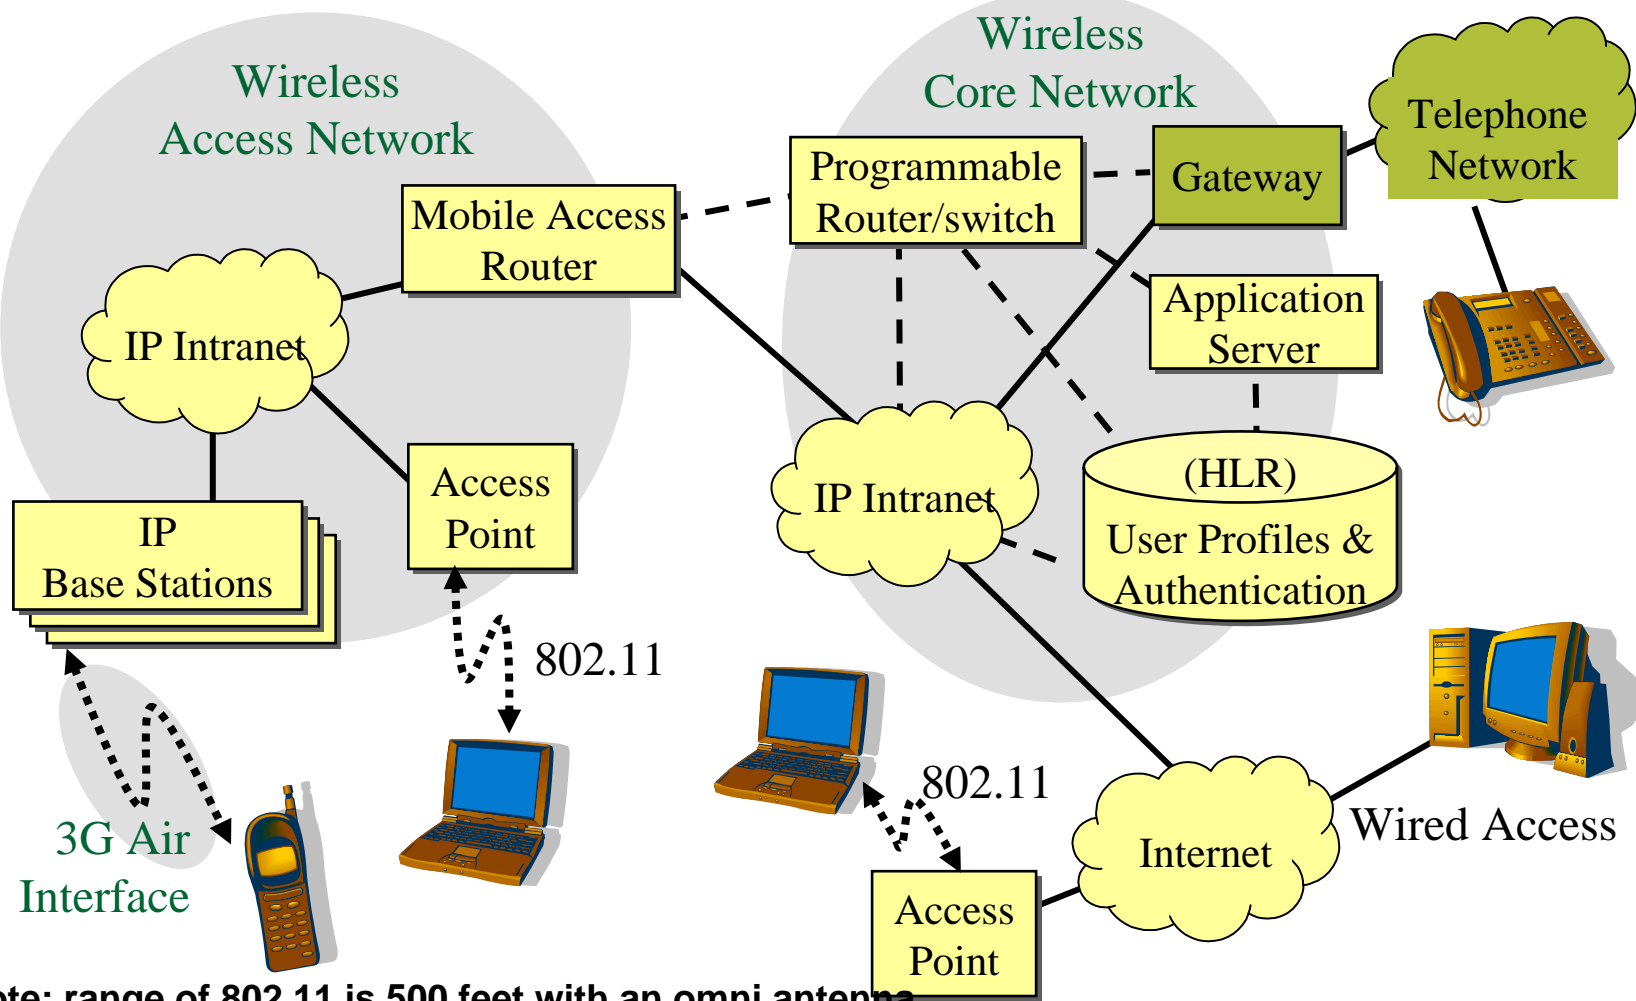 Wireless
Access Network
Wireless
Core Network
Telephone
Network
Programmable
Router/switch
Gateway
Mobile Access
Router
Application
Server
IP Intranet
Access
Point
IP Intranet
(HLR)
User Profiles &
Authentication
IP
Base Stations
802.11
802.11
3G Air
Interface
Wired Access
Internet
Access
Point
range of 802.11 is 500 feet with an omni antenna